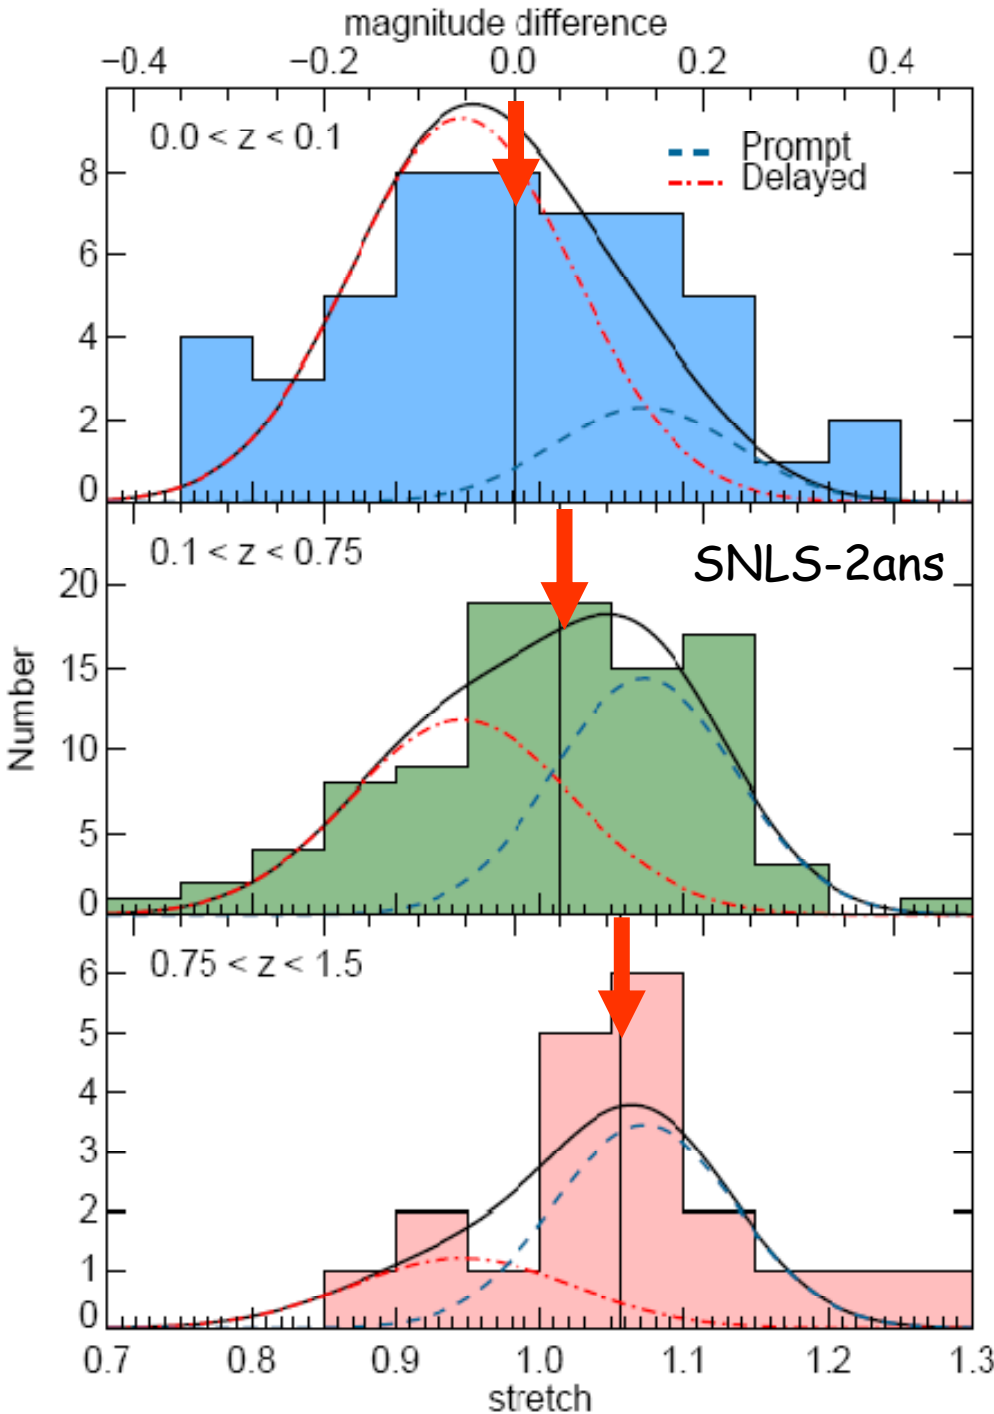 magnitude difference
−0.4 −0.2 0.0 0.2 0.4
0.0 < z < 0.1
Prompt
Delayed
8
6
4
2
0
0.1 < z < 0.75
SNLS-2ans
20
15
10
5
0
Number
0.75 < z < 1.5
6
5
4
3
2
1
0
0.7 0.8 0.9 1.0 1.1 1.2 1.3
stretch